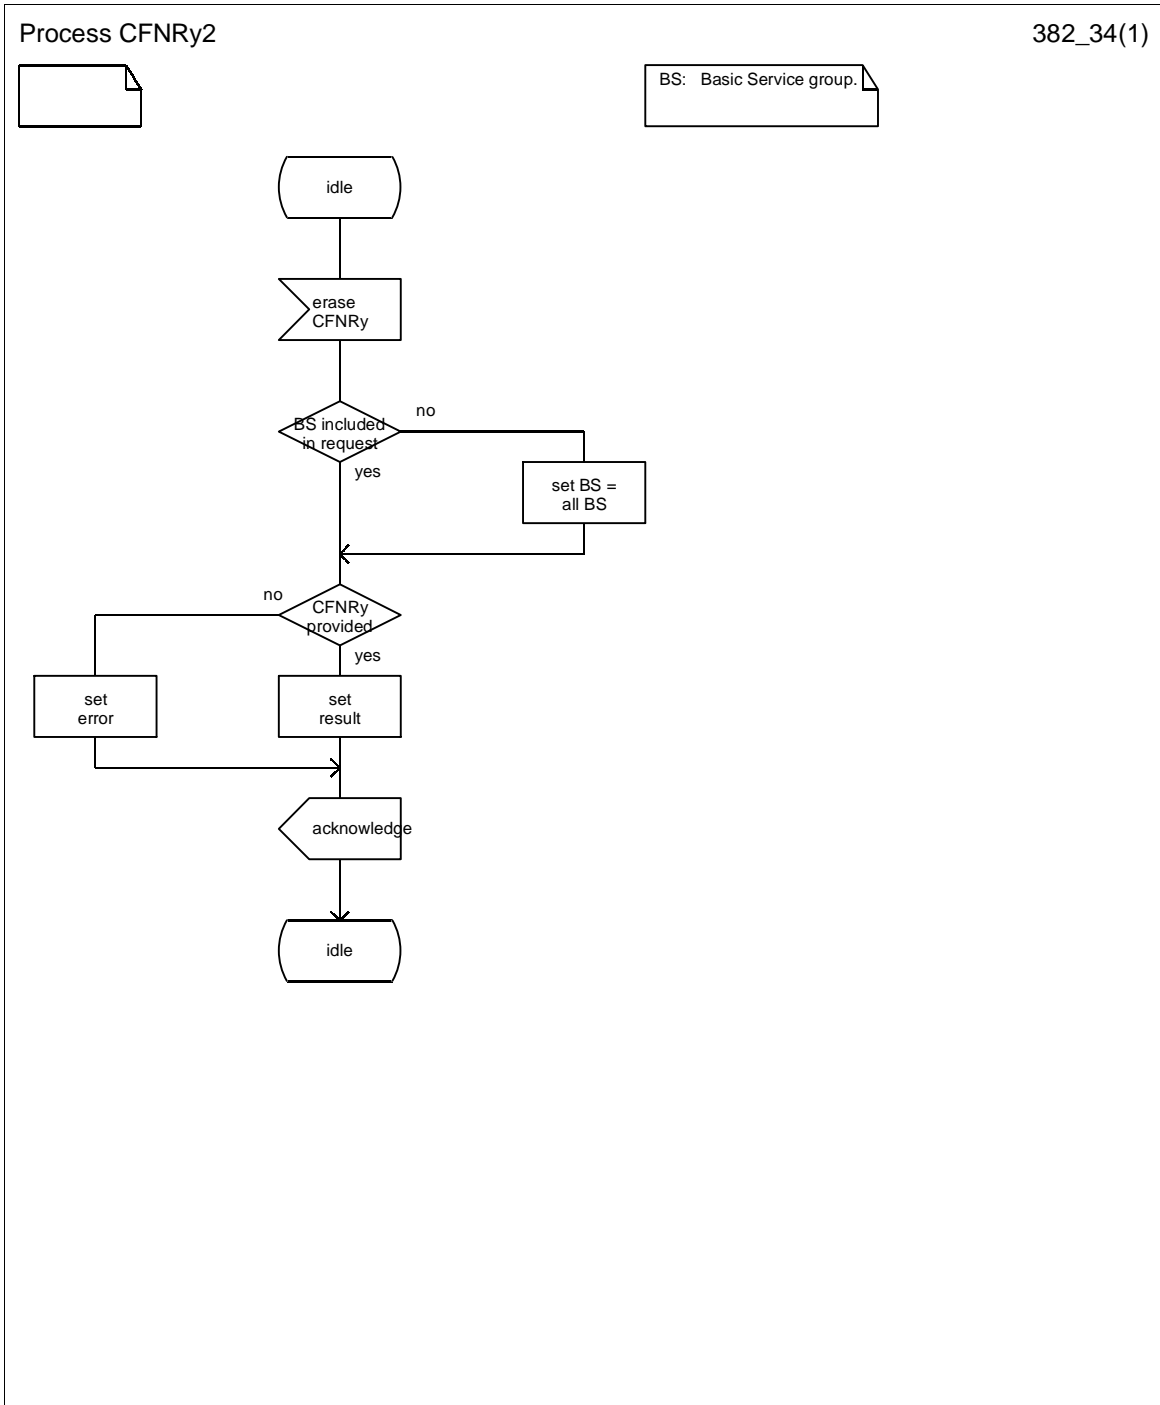 Process CFNRy2
382_34(1)
BS: Basic Service group.
idle
erase
CFNRy
BS included
in request
no
yes
set BS =
all BS
no
CFNRy
provided
yes
set
error
set
result
acknowledge
idle